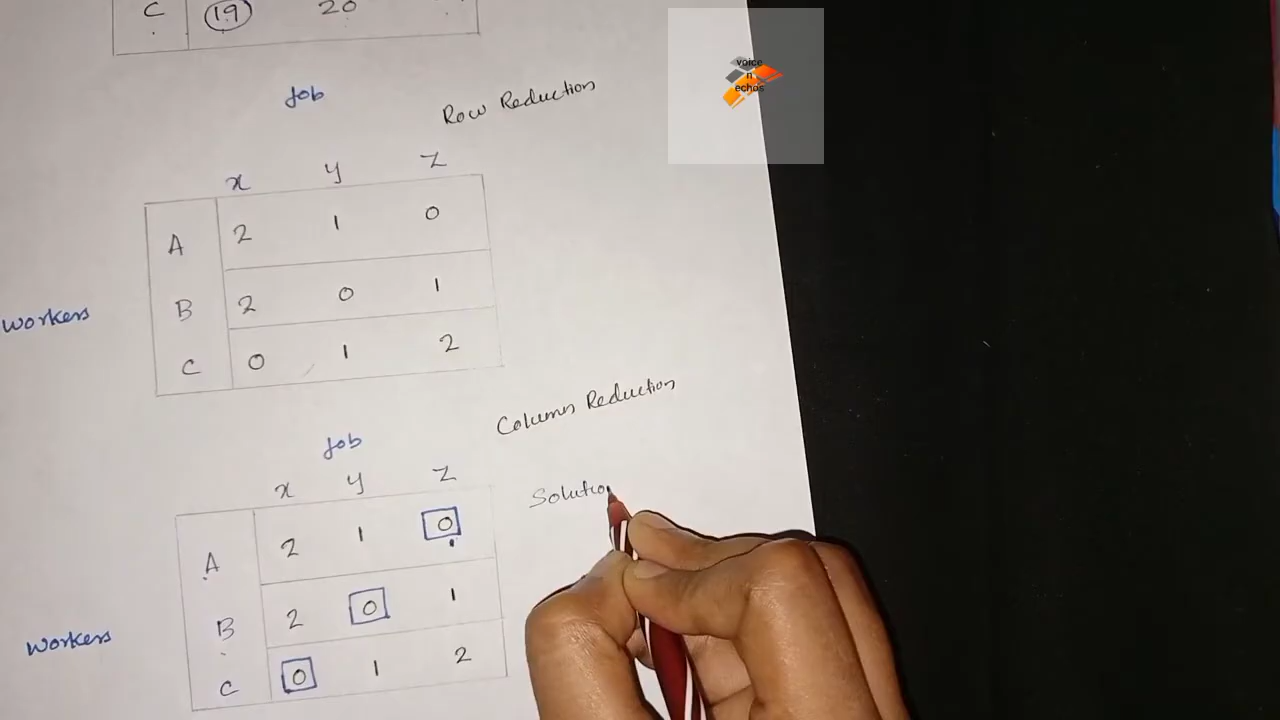 C 19 20
Job
Row Reduction
x y z
A 2 1 0
B 2 0 1
Workers
C 0 1 2
Column Reduction
Job
x y z
Solutio
A 2 1 0
B 2 0 1
Workers
C 0 1 2
voice
n
echos